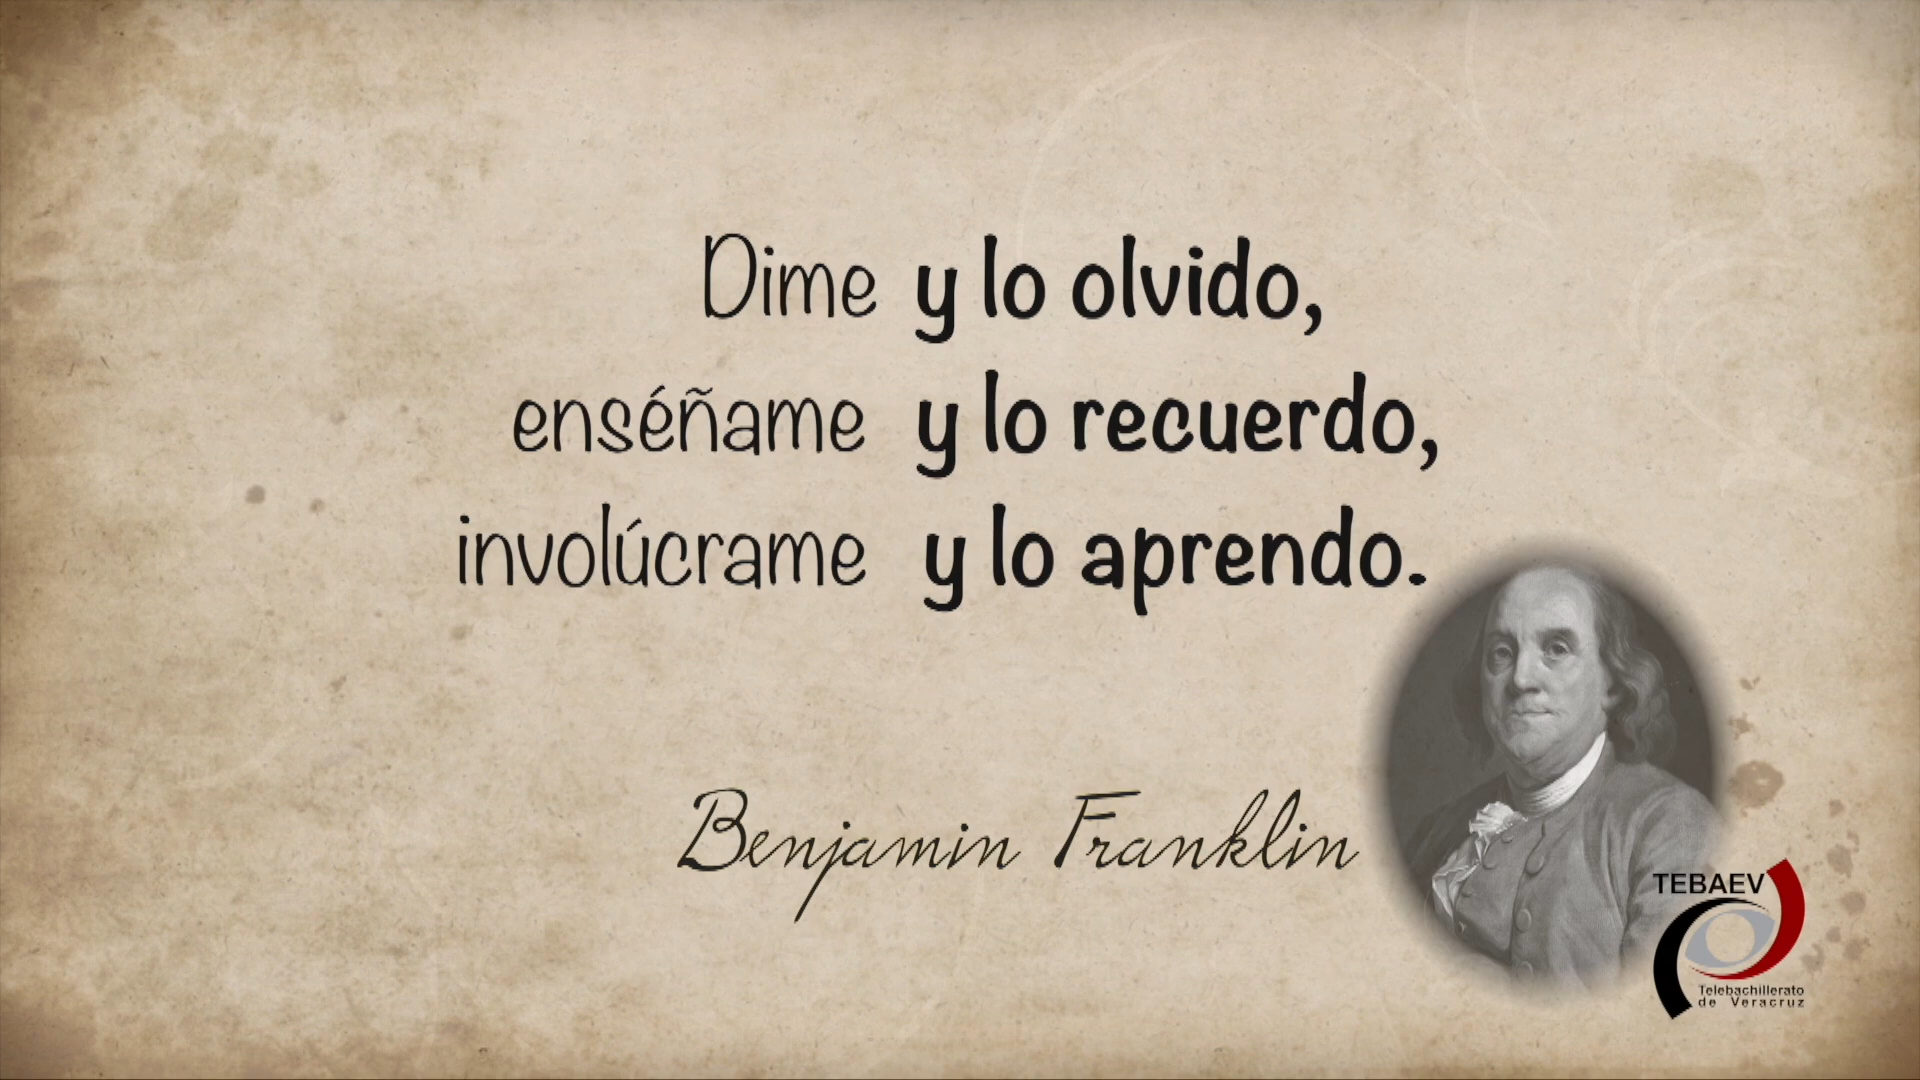 Dime y lo olvido,
enséñame y lo recuerdo,
involúcrame y lo aprendo.
Benjamin Franklin
TEBAEV
Telebachillerato
de Veracruz